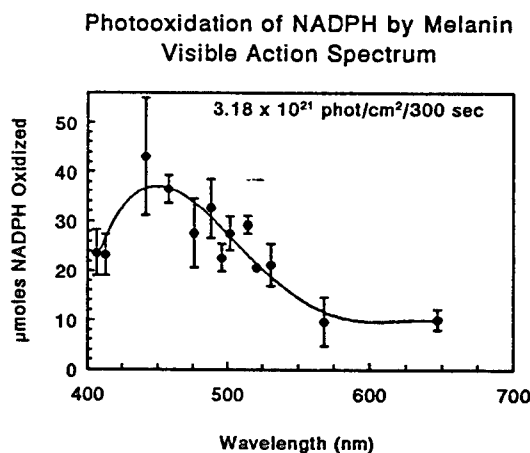 Photooxidation of NADPH by Melanin
Visible Action Spectrum
3.18 x 10²¹ phot/cm²/300 sec
µmoles NADPH Oxidized
60
50
40
30
20
10
0
400
500
600
700
Wavelength (nm)